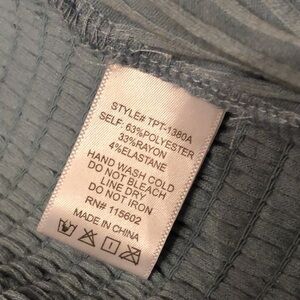 STYLE# TPT-1380A
SELF: 63%POLYESTER
33%RAYON
4%ELASTANE
HAND WASH COLD
DO NOT BLEACH
LINE DRY
DO NOT IRON
RN# 115602
MADE IN CHINA